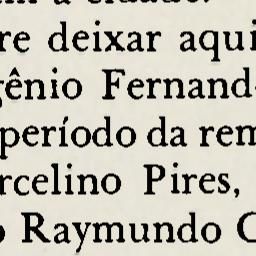 re deixar aqui
gênio Fernand
período da rem
rcelino Pires,
o Raymundo C